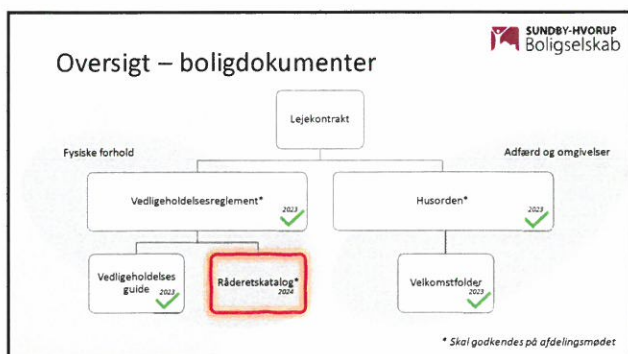 SUNDBY-HVORUP
Boligselskab
Oversigt – boligdokumenter
Lejekontrakt
Fysiske forhold
Adfærd og omgivelser
Vedligeholdelsesreglement*
2023
Husorden*
2023
Vedligeholdelses
guide
2023
Råderetskatalog*
2024
Velkomstfolder
2023
* Skal godkendes på afdelingsmødet